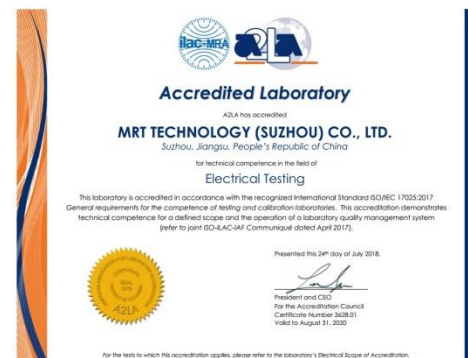 ilac-MRA
A2LA
Accredited Laboratory
A2LA has accredited
MRT TECHNOLOGY (SUZHOU) CO., LTD.
Suzhou, Jiangsu, People's Republic of China
for technical competence in the field of
Electrical Testing
This laboratory is accredited in accordance with the recognized International Standard ISO/IEC 17025:2017
General requirements for the competence of testing and calibration laboratories. This accreditation demonstrates
technical competence for a defined scope and the operation of a laboratory quality management system
(refer to joint ISO-ILAC-IAF Communiqué dated April 2017).
Presented this 24th day of July 2018.
President and CEO
For the Accreditation Council
Certificate Number 3628.01
Valid to August 31, 2020
CORPORATE
SEAL
1978
A2LA
For the tests to which this accreditation applies, please refer to the laboratory's Electrical Scope of Accreditation.